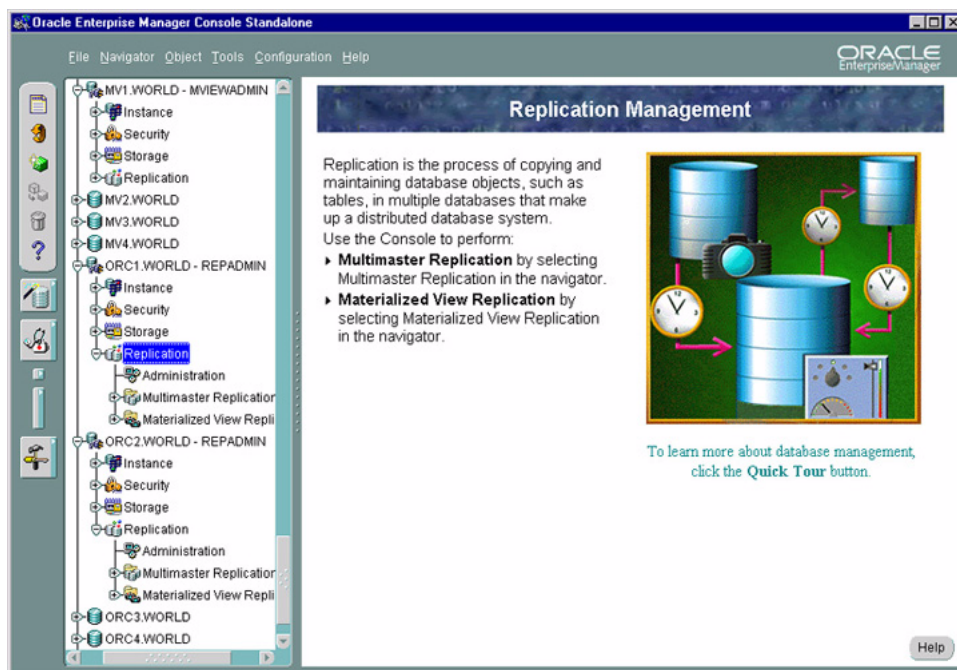 Oracle Enterprise Manager Console Standalone
File Navigator Object Tools Configuration Help
ORACLE
EnterpriseManager
MV1.WORLD - MVIEWADMIN
Instance
Security
Storage
Replication
MV2.WORLD
MV3.WORLD
MV4.WORLD
ORC1.WORLD - REPADMIN
Instance
Security
Storage
Replication
Administration
Multimaster Replication
Materialized View Repli
ORC2.WORLD - REPADMIN
Instance
Security
Storage
Replication
Administration
Multimaster Replication
Materialized View Repli
ORC3.WORLD
ORC4.WORLD
Replication Management
Replication is the process of copying and
maintaining database objects, such as
tables, in multiple databases that make
up a distributed database system.
Use the Console to perform:
Multimaster Replication by selecting
Multimaster Replication in the navigator.
Materialized View Replication by
selecting Materialized View Replication
in the navigator.
To learn more about database management,
click the Quick Tour button.
Help